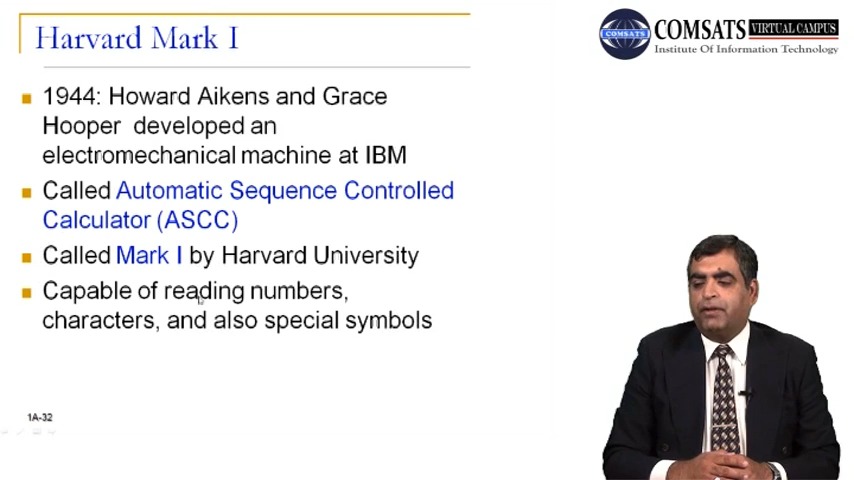 Harvard Mark I
COMSATS VIRTUAL CAMPUS
Institute Of Information Technology
COMSATS
1944: Howard Aikens and Grace
Hooper developed an
electromechanical machine at IBM
Called Automatic Sequence Controlled
Calculator (ASCC)
Called Mark I by Harvard University
Capable of reading numbers,
characters, and also special symbols
1A-32